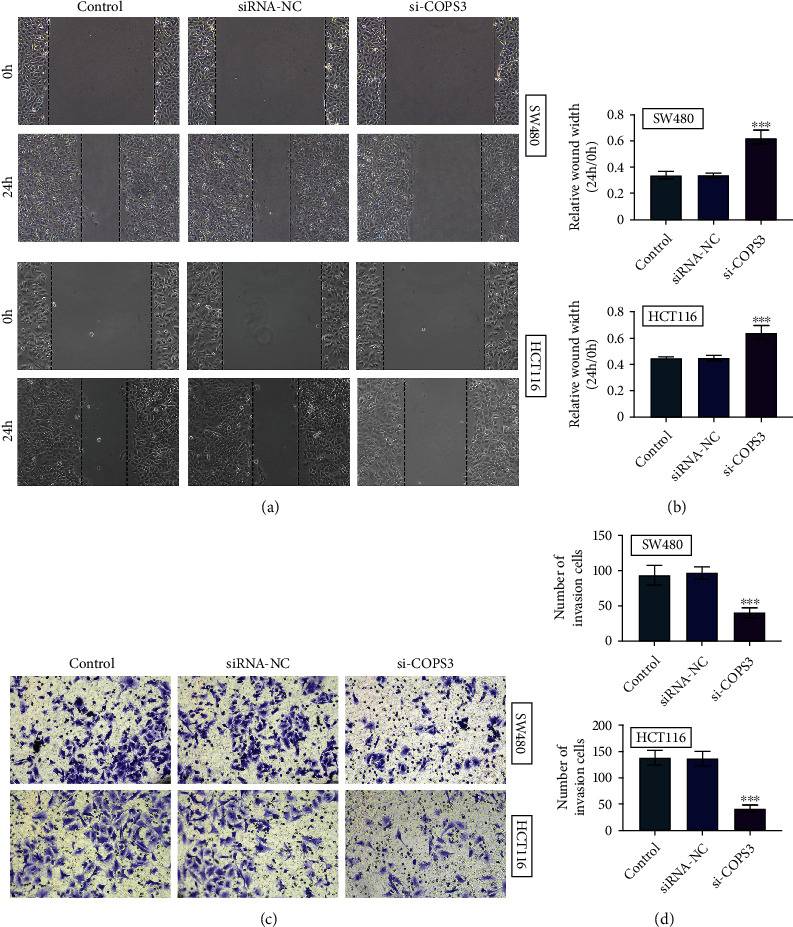 Control siRNA-NC si-COPS3
0h
SW480
24h
0h
HCT116
24h
(a)
0.8
SW480
***
0.6
0.4
0.2
0
Relative wound width
(24h/0h)
Control
siRNA-NC
si-COPS3
0.8
HCT116
***
0.6
0.4
0.2
0
Relative wound width
(24h/0h)
Control
siRNA-NC
si-COPS3
(b)
Control siRNA-NC si-COPS3
SW480
HCT116
(c)
150
SW480
100
***
50
0
Number of
invasion cells
Control
siRNA-NC
si-COPS3
200
HCT116
150
100
***
50
0
Number of
invasion cells
Control
siRNA-NC
si-COPS3
(d)